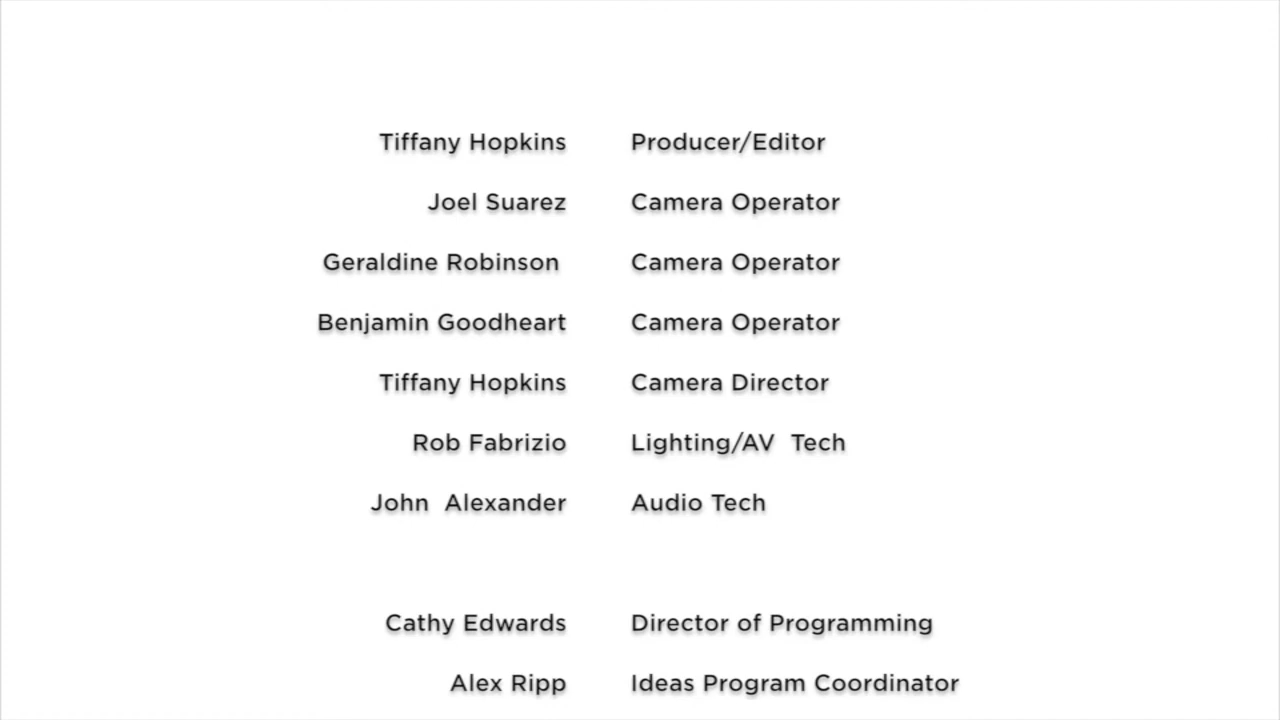 Tiffany Hopkins Producer/Editor
Joel Suarez Camera Operator
Geraldine Robinson Camera Operator
Benjamin Goodheart Camera Operator
Tiffany Hopkins Camera Director
Rob Fabrizio Lighting/AV Tech
John Alexander Audio Tech
Cathy Edwards Director of Programming
Alex Ripp Ideas Program Coordinator